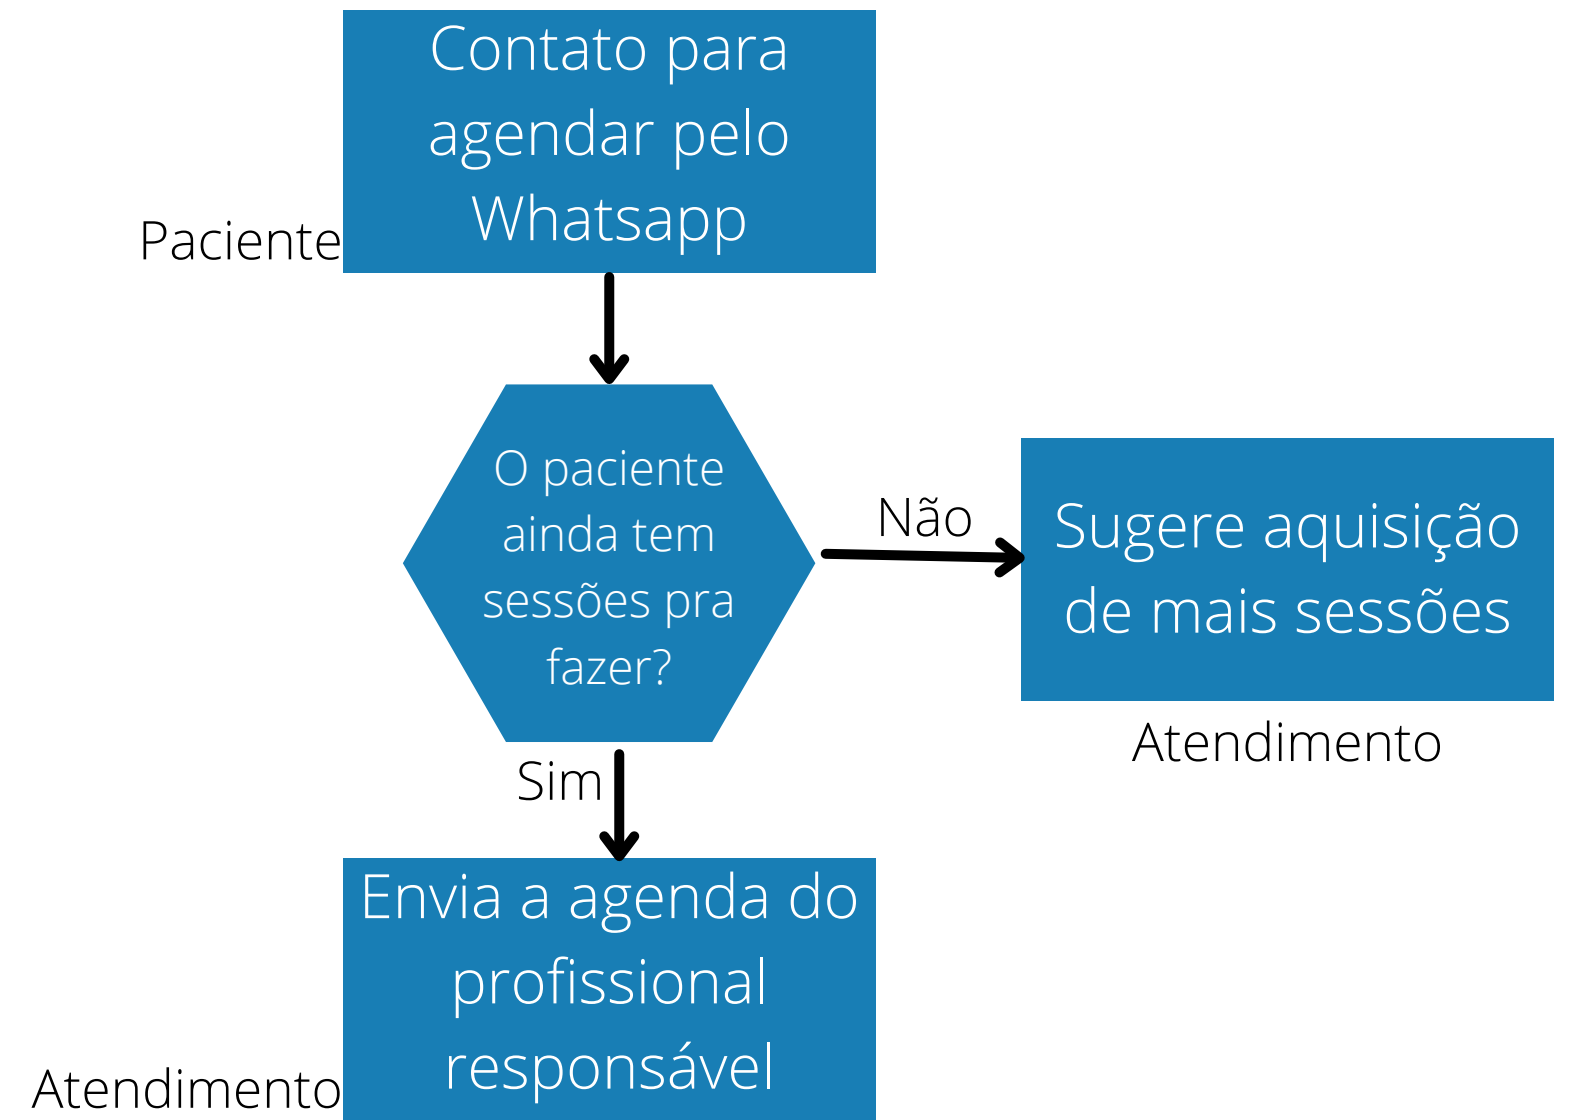 Contato para
agendar pelo
Whatsapp
Paciente
O paciente
ainda tem
sessões pra
fazer?
Não
Sugere aquisição
de mais sessões
Atendimento
Sim
Envia a agenda do
profissional
responsável
Atendimento